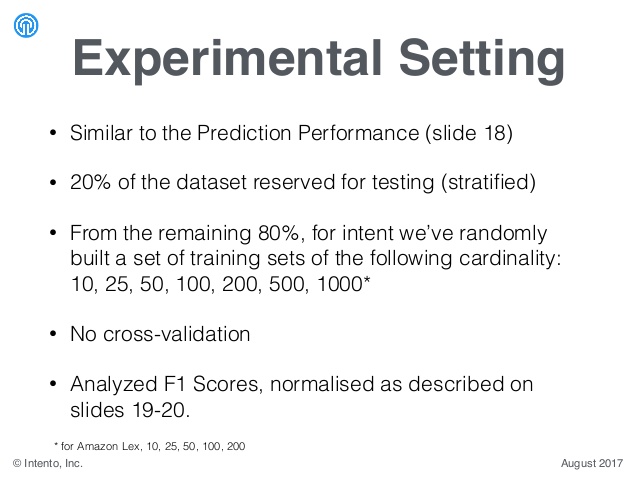 Experimental Setting
• Similar to the Prediction Performance (slide 18)
• 20% of the dataset reserved for testing (stratified)
• From the remaining 80%, for intent we’ve randomly
built a set of training sets of the following cardinality:
10, 25, 50, 100, 200, 500, 1000*
• No cross-validation
• Analyzed F1 Scores, normalised as described on
slides 19-20.
* for Amazon Lex, 10, 25, 50, 100, 200
© Intento, Inc.
August 2017